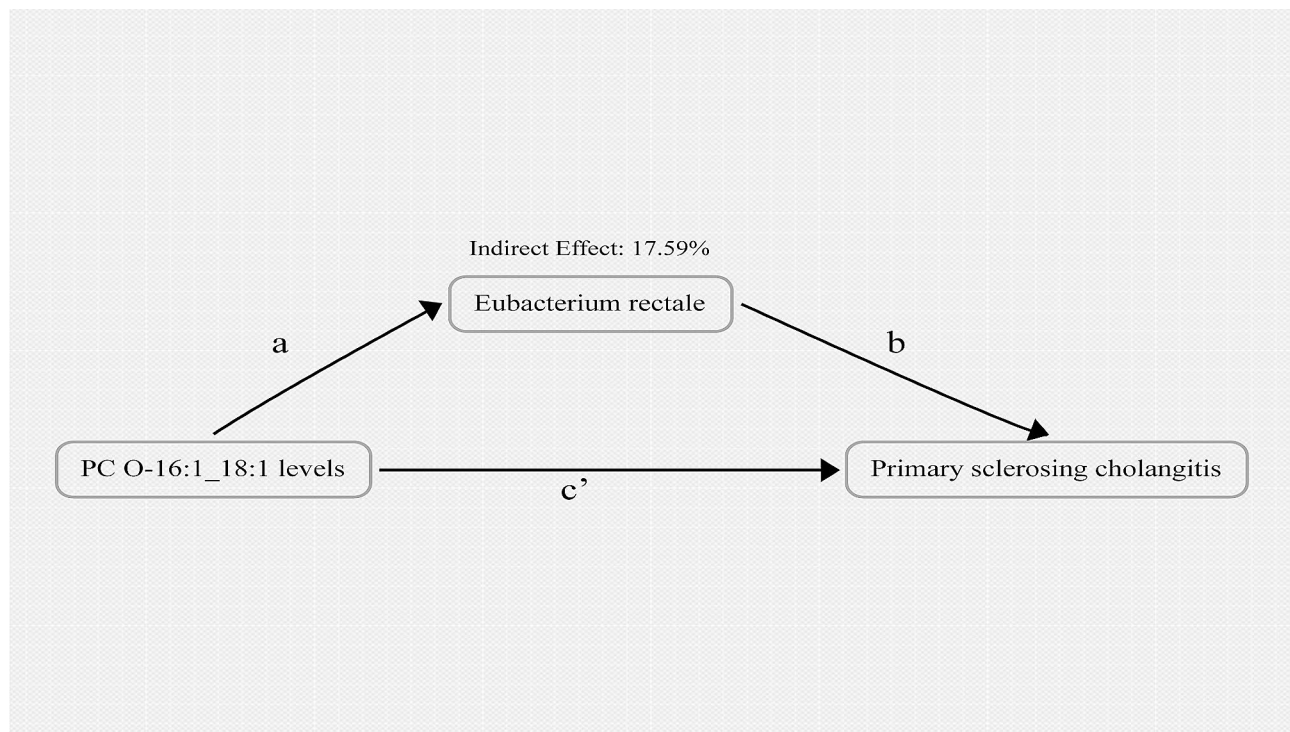 Indirect Effect: 17.59%
Eubacterium rectale
a
b
PC O-16:1_18:1 levels
Primary sclerosing cholangitis
c’